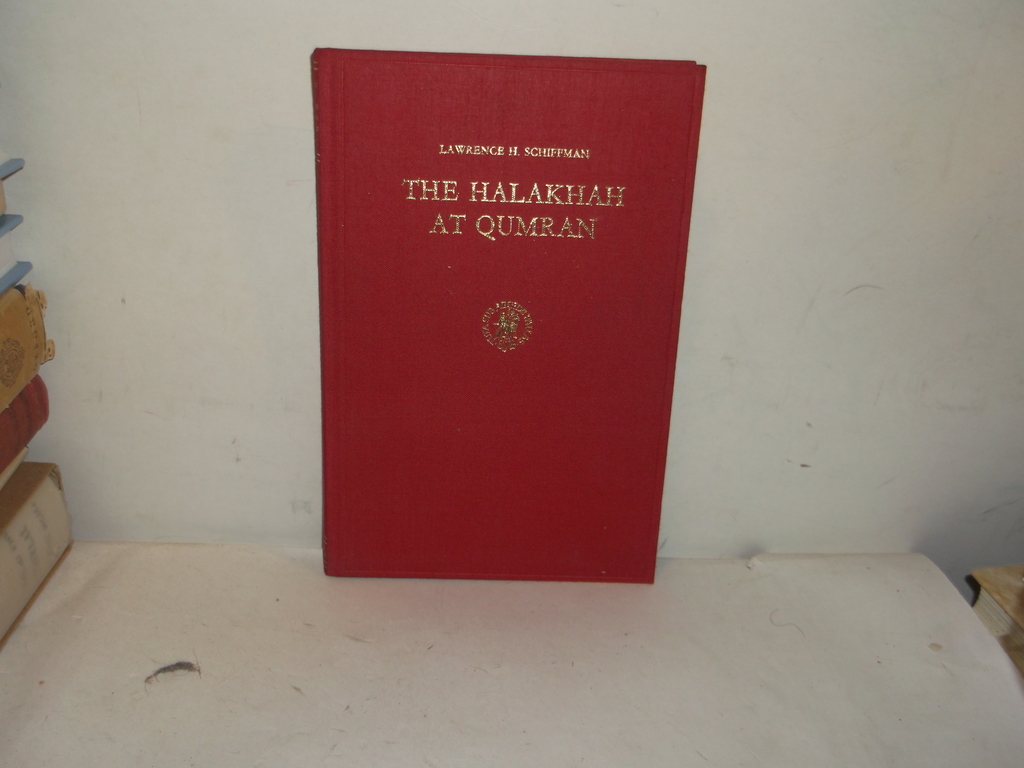 LAWRENCE H. SCHIFFMAN
THE HALAKHAH
AT QUMRAN